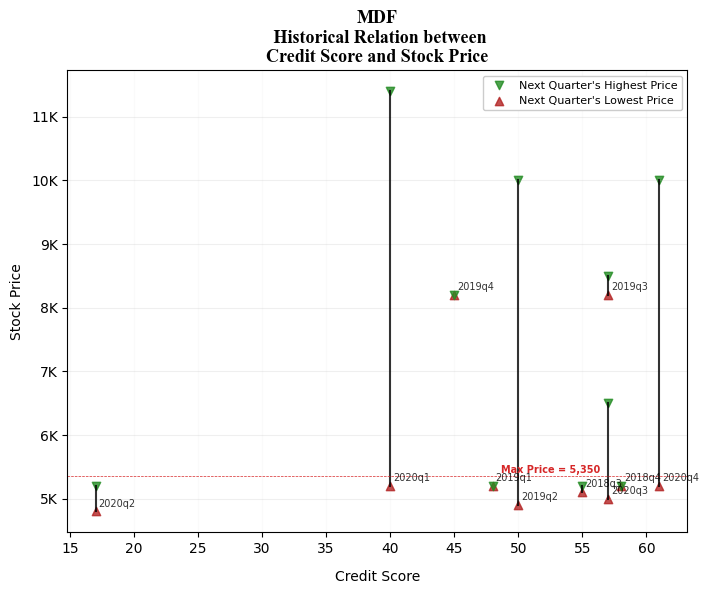 MDF
Historical Relation between
Credit Score and Stock Price
Next Quarter's Highest Price
Next Quarter's Lowest Price
Stock Price
11K
10K
9K
8K
7K
6K
5K
2019q4
2019q3
Max Price = 5,350
2020q1
2019q1
2018q4
2020q4
2018q3
2020q3
2019q2
2020q2
15
20
25
30
35
40
45
50
55
60
Credit Score